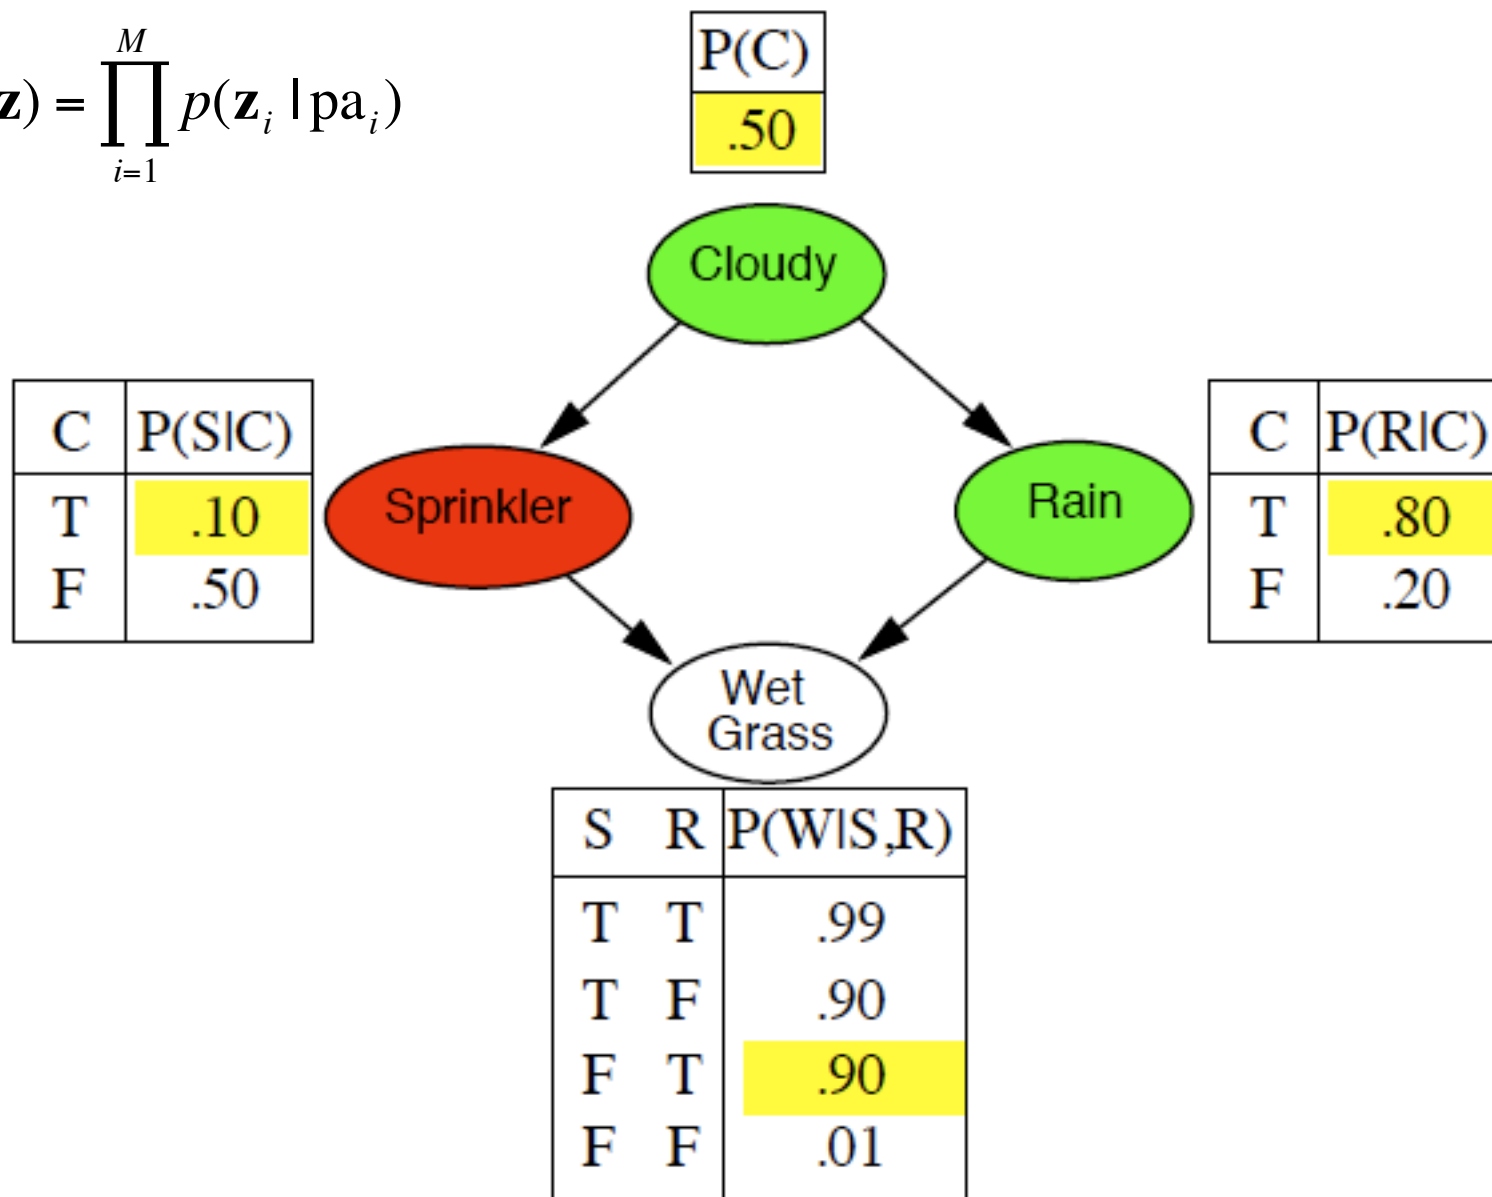 z) = ∏ p(z_i | pa_i)
M
i=1
P(C)
.50
Cloudy
C P(S|C)
T .10
F .50
Sprinkler
Rain
C P(R|C)
T .80
F .20
Wet
Grass
S R P(W|S,R)
T T .99
T F .90
F T .90
F F .01